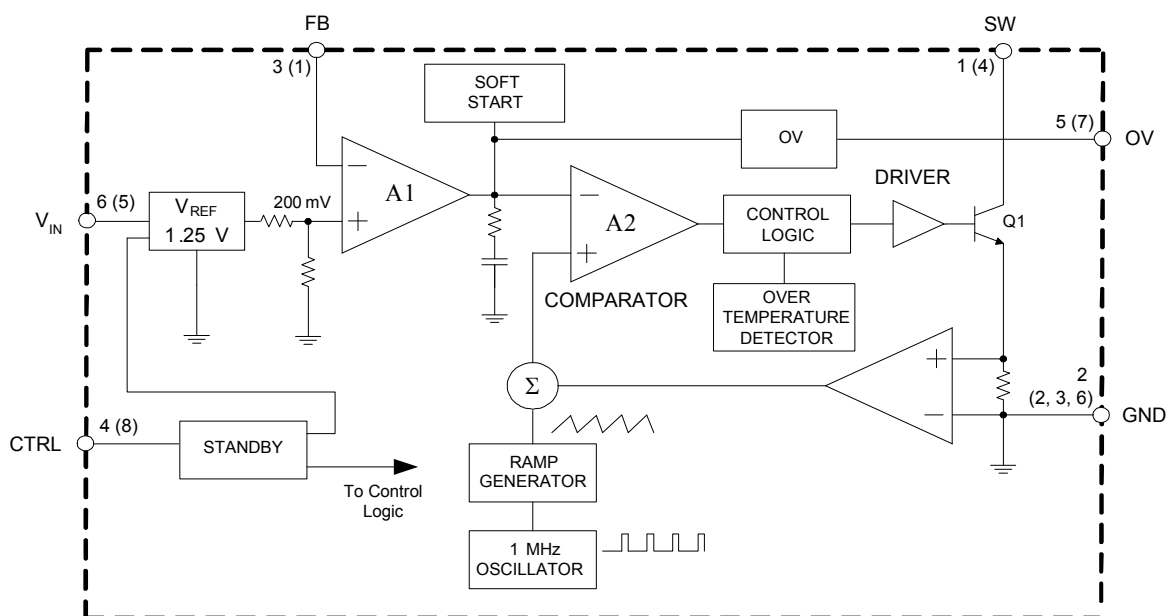 FB
SW
3 (1)
1 (4)
SOFT
START
5 (7)
OV
OV
A1
DRIVER
6 (5)
V_IN
V_REF
1.25 V
200 mV
A2
CONTROL
LOGIC
Q1
COMPARATOR
OVER
TEMPERATURE
DETECTOR
Σ
2
(2, 3, 6)
GND
CTRL
4 (8)
STANDBY
RAMP
GENERATOR
To Control
Logic
1 MHz
OSCILLATOR